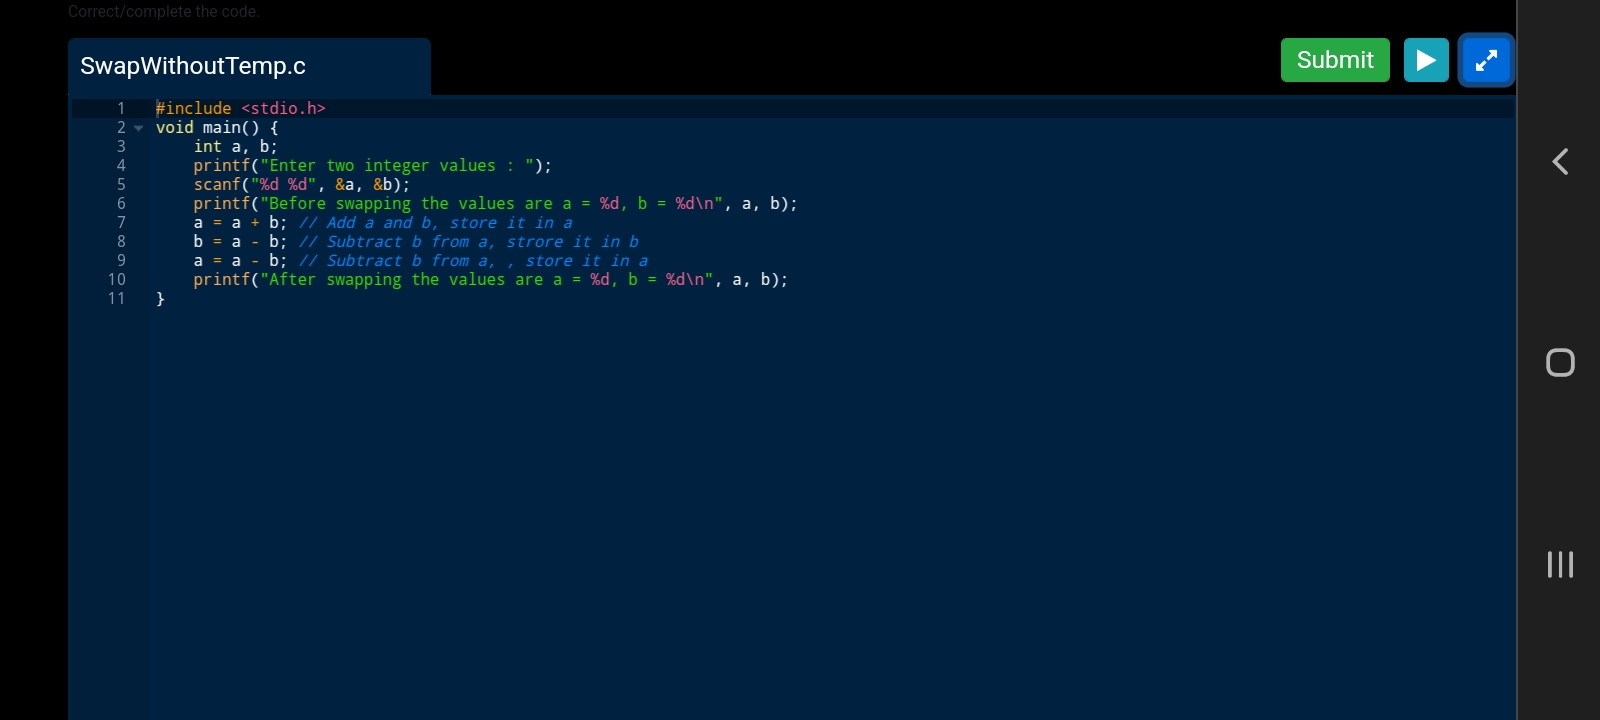 Correct/complete the code.
SwapWithoutTemp.c
Submit
1 #include <stdio.h>
2 void main() {
3 int a, b;
4 printf("Enter two integer values : ");
5 scanf("%d %d", &a, &b);
6 printf("Before swapping the values are a = %d, b = %d\n", a, b);
7 a = a + b; // Add a and b, store it in a
8 b = a - b; // Subtract b from a, strore it in b
9 a = a - b; // Subtract b from a, , store it in a
10 printf("After swapping the values are a = %d, b = %d\n", a, b);
11 }